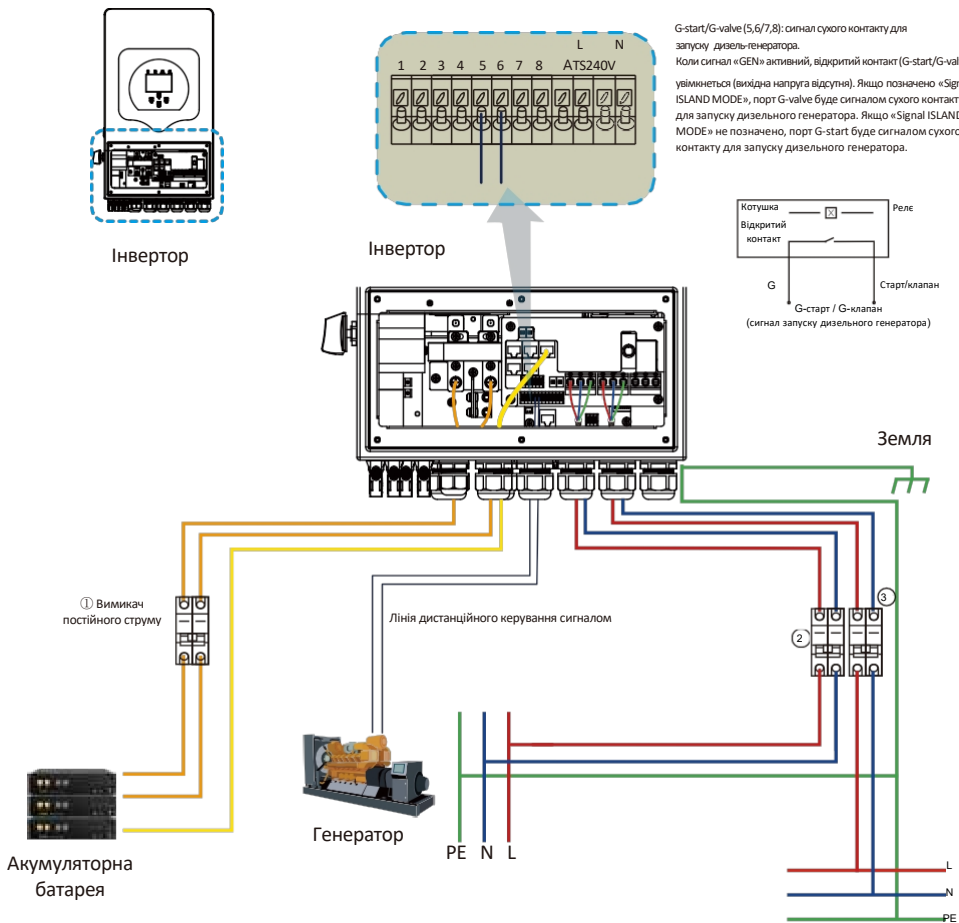 G-start/G-valve (5,6/7,8): сигнал сухого контакту для
запуску дизель-генератора.
Коли сигнал «GEN» активний, відкритий контакт (G-start/G-val
увімкнеться (вихідна напруга відсутня). Якщо позначено «Sign
ISLAND MODE», порт G-valve буде сигналом сухого контакт
для запуску дизельного генератора. Якщо «Signal ISLAND
MODE» не позначено, порт G-start буде сигналом сухого
контакту для запуску дизельного генератора.
L N
1 2 3 4 5 6 7 8 ATS240V
Інвертор
Інвертор
Котушка
Реле
Відкритий
контакт
G
Старт/клапан
G-старт / G-клапан
(сигнал запуску дизельного генератора)
Земля
① Вимикач
постійного струму
Лінія дистанційного керування сигналом
2
3
Генератор
PE N L
Акумуляторна
батарея
L
N
PE